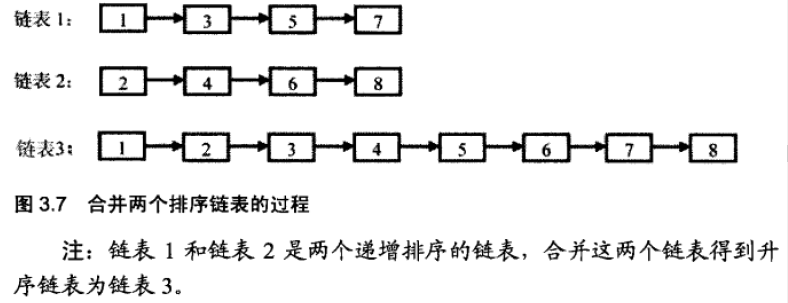 链表 1： 1 3 5 7
链表 2： 2 4 6 8
链表3： 1 2 3 4 5 6 7 8
图 3.7 合并两个排序链表的过程
注：链表 1 和链表 2 是两个递增排序的链表，合并这两个链表得到升
序链表为链表 3。